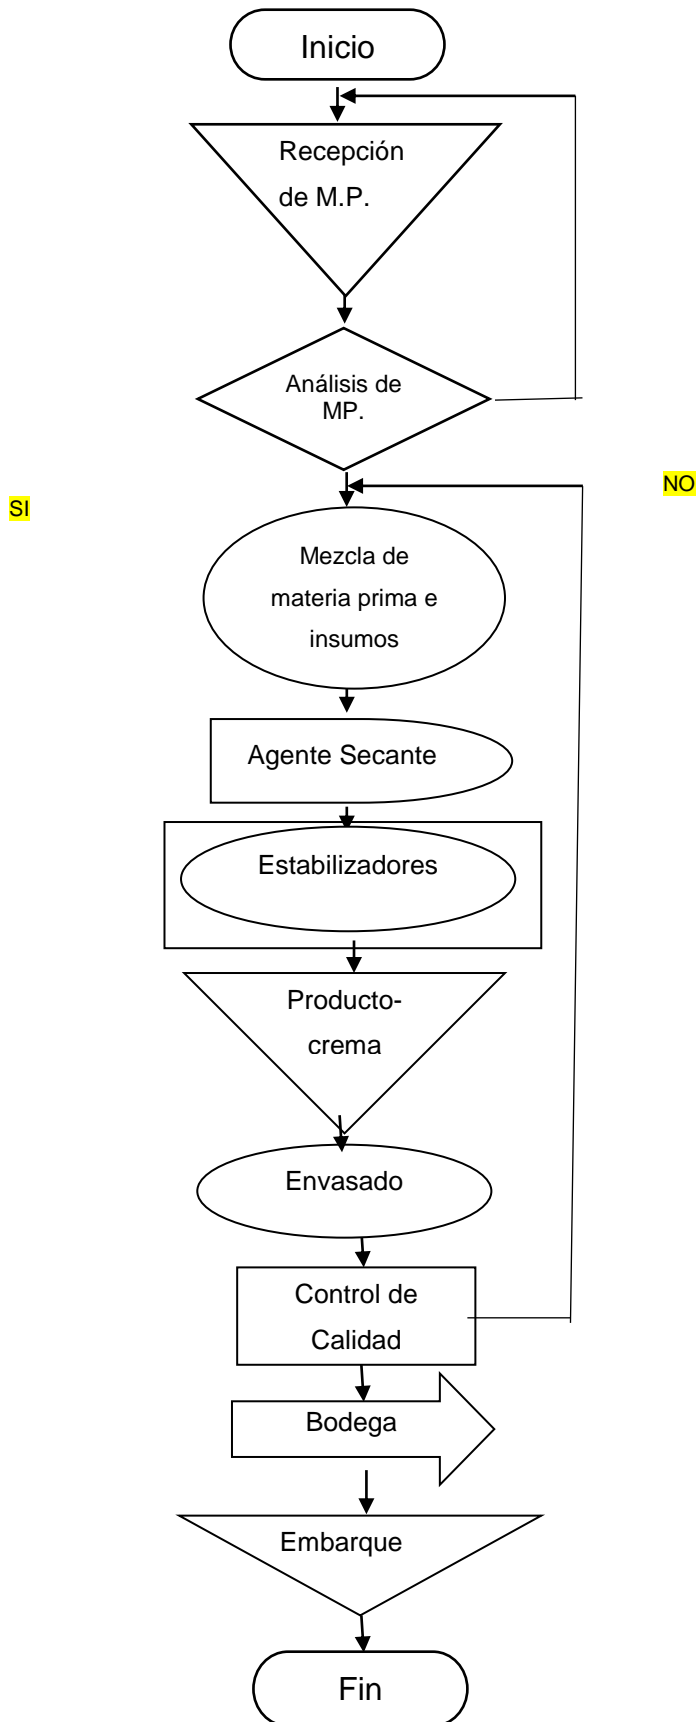 Inicio
Recepción
de M.P.
Análisis de
MP.
NO
SI
Mezcla de
materia prima e
insumos
Agente Secante
Estabilizadores
Producto-
crema
Envasado
Control de
Calidad
Bodega
Embarque
Fin